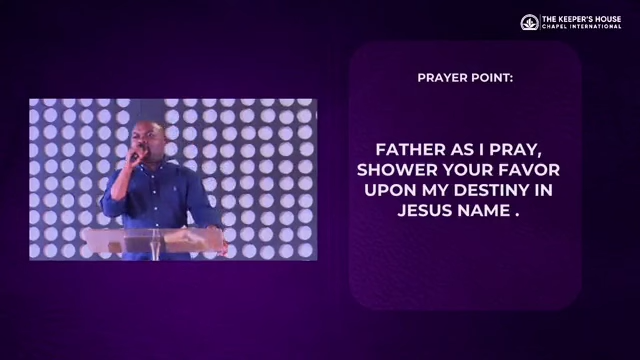 THE KEEPER'S HOUSE
CHAPEL INTERNATIONAL
PRAYER POINT:
FATHER AS I PRAY,
SHOWER YOUR FAVOR
UPON MY DESTINY IN
JESUS NAME .